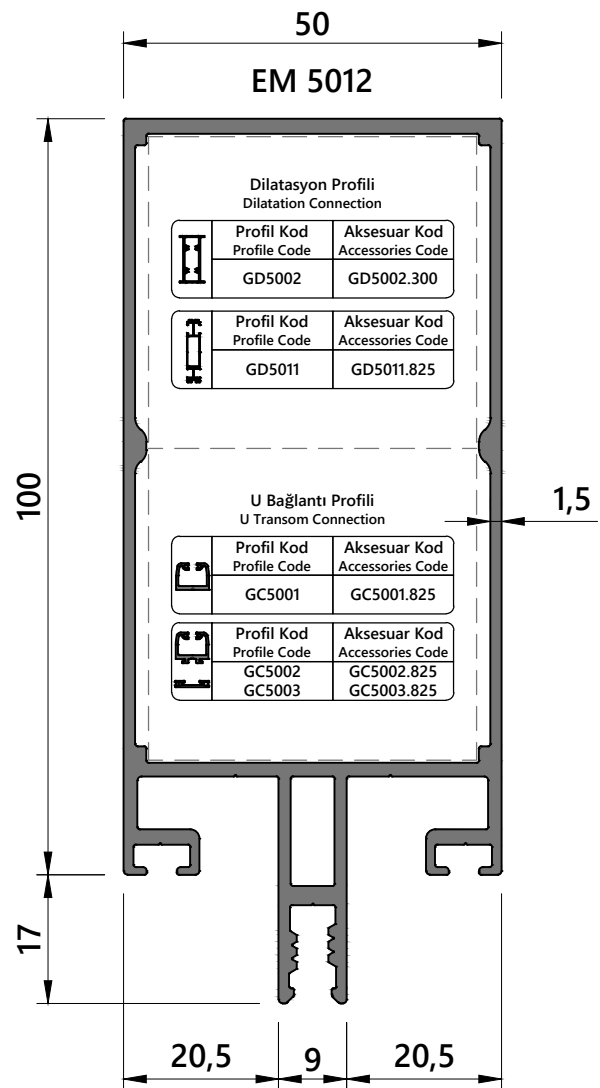 50
EM 5012
Dilatasyon Profili
Dilatation Connection
Profil Kod Aksesuar Kod
Profile Code Accessories Code
GD5002 GD5002.300
Profil Kod Aksesuar Kod
Profile Code Accessories Code
GD5011 GD5011.825
100
1,5
U Bağlantı Profili
U Transom Connection
Profil Kod Aksesuar Kod
Profile Code Accessories Code
GC5001 GC5001.825
Profil Kod Aksesuar Kod
Profile Code Accessories Code
GC5002 GC5002.825
GC5003 GC5003.825
17
20,5 9 20,5